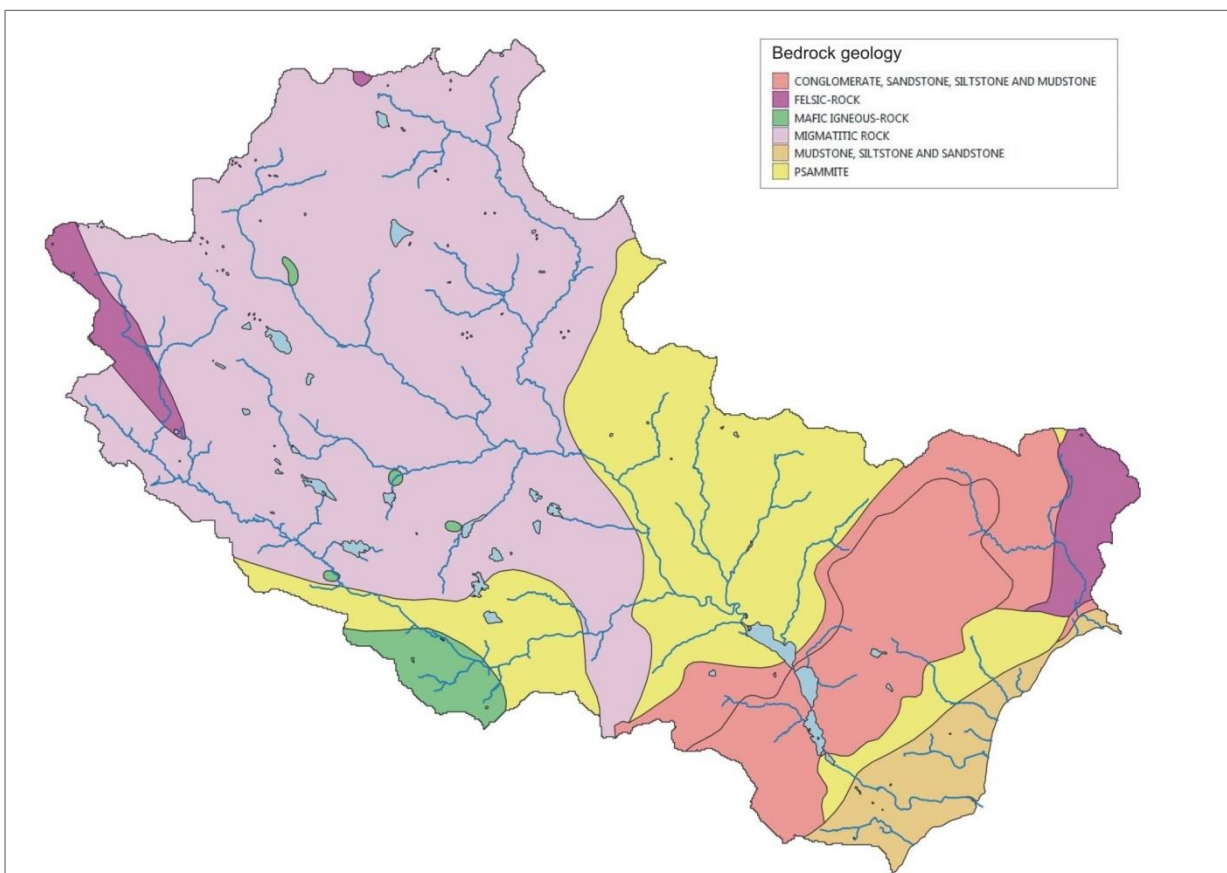 Bedrock geology
CONGLOMERATE, SANDSTONE, SILTSTONE AND MUDSTONE
FELSIC-ROCK
MAFIC IGNEOUS-ROCK
MIGMATITIC ROCK
MUDSTONE, SILTSTONE AND SANDSTONE
PSAMMITE